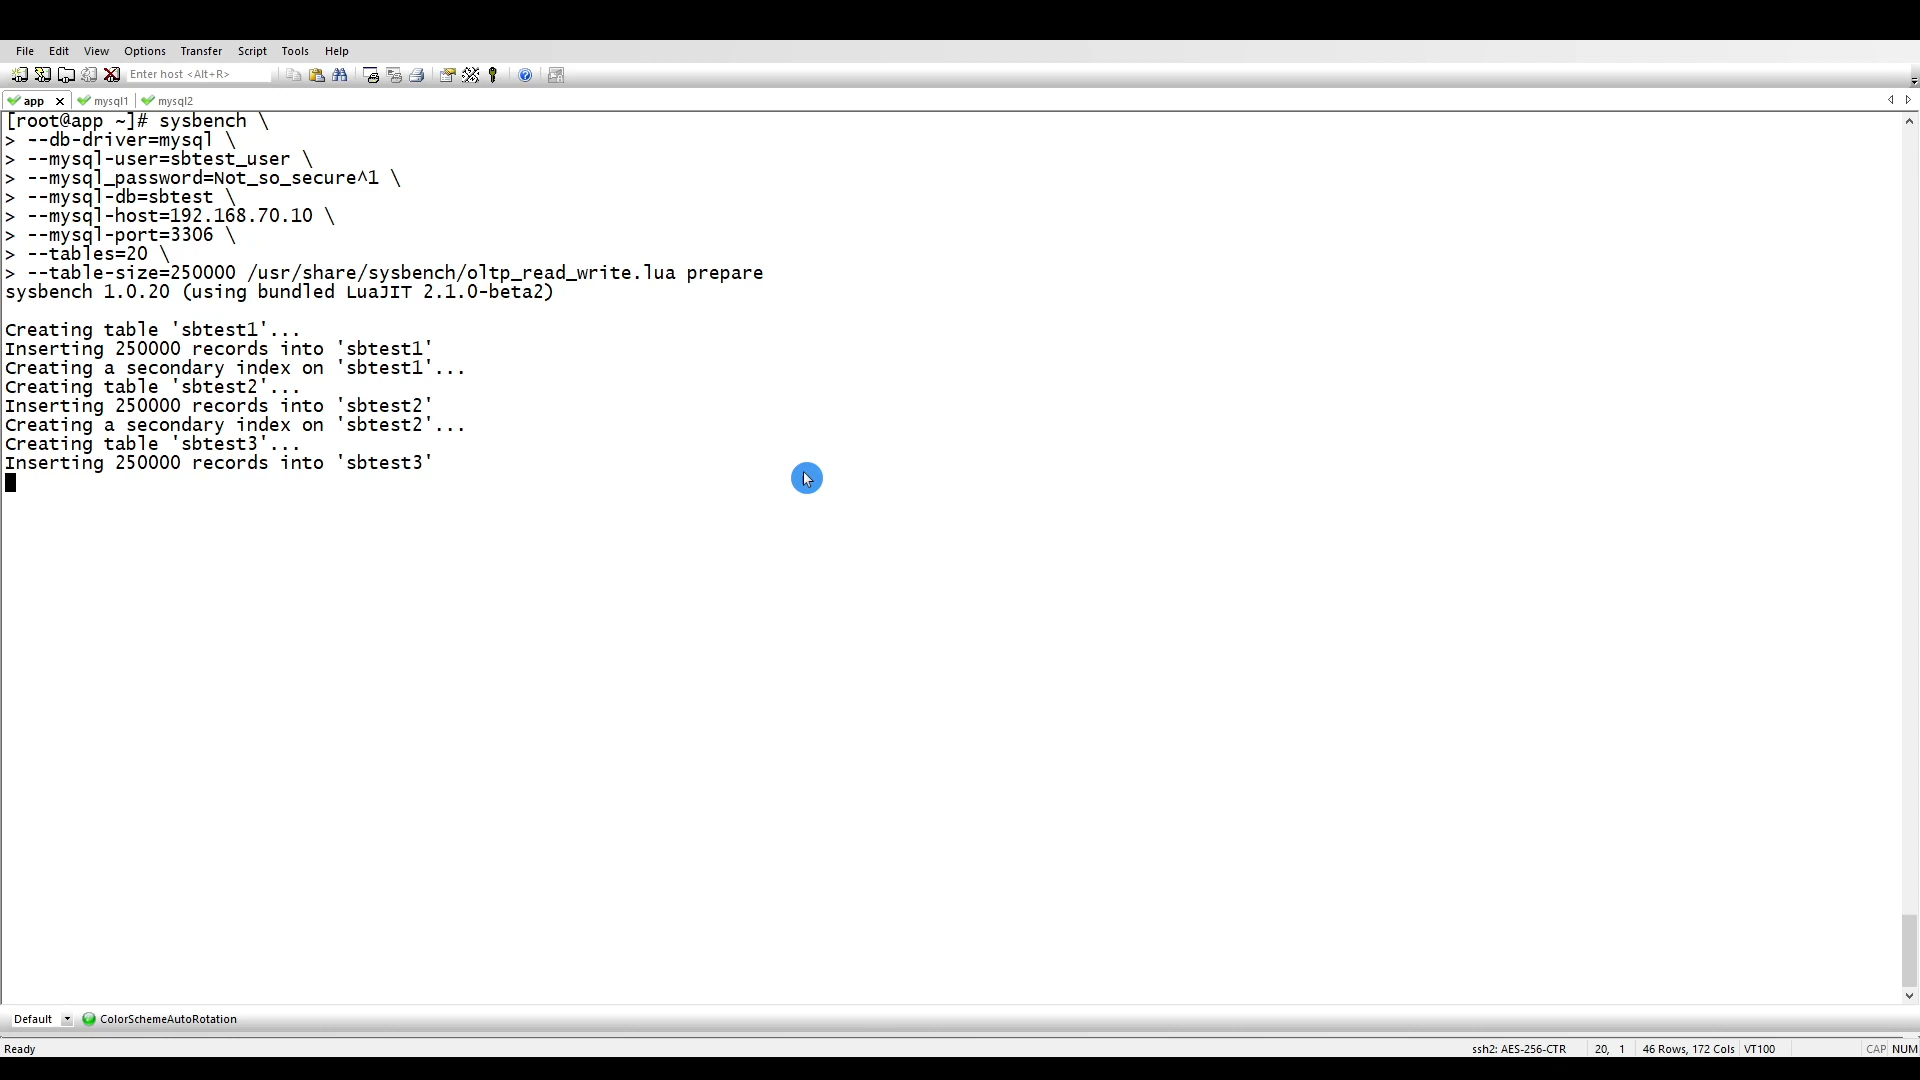 File Edit View Options Transfer Script Tools Help
Enter host <Alt+R>
app mysql1 mysql2
[root@app ~]# sysbench \
> --db-driver=mysql \
> --mysql-user=sbtest_user \
> --mysql_password=Not_so_secure^1 \
> --mysql-db=sbtest \
> --mysql-host=192.168.70.10 \
> --mysql-port=3306 \
> --tables=20 \
> --table-size=250000 /usr/share/sysbench/oltp_read_write.lua prepare
sysbench 1.0.20 (using bundled LuaJIT 2.1.0-beta2)
Creating table 'sbtest1'...
Inserting 250000 records into 'sbtest1'
Creating a secondary index on 'sbtest1'...
Creating table 'sbtest2'...
Inserting 250000 records into 'sbtest2'
Creating a secondary index on 'sbtest2'...
Creating table 'sbtest3'...
Inserting 250000 records into 'sbtest3'
Default ColorSchemeAutoRotation
Ready ssh2: AES-256-CTR 20, 1 46 Rows, 172 Cols VT100 CAP NUM